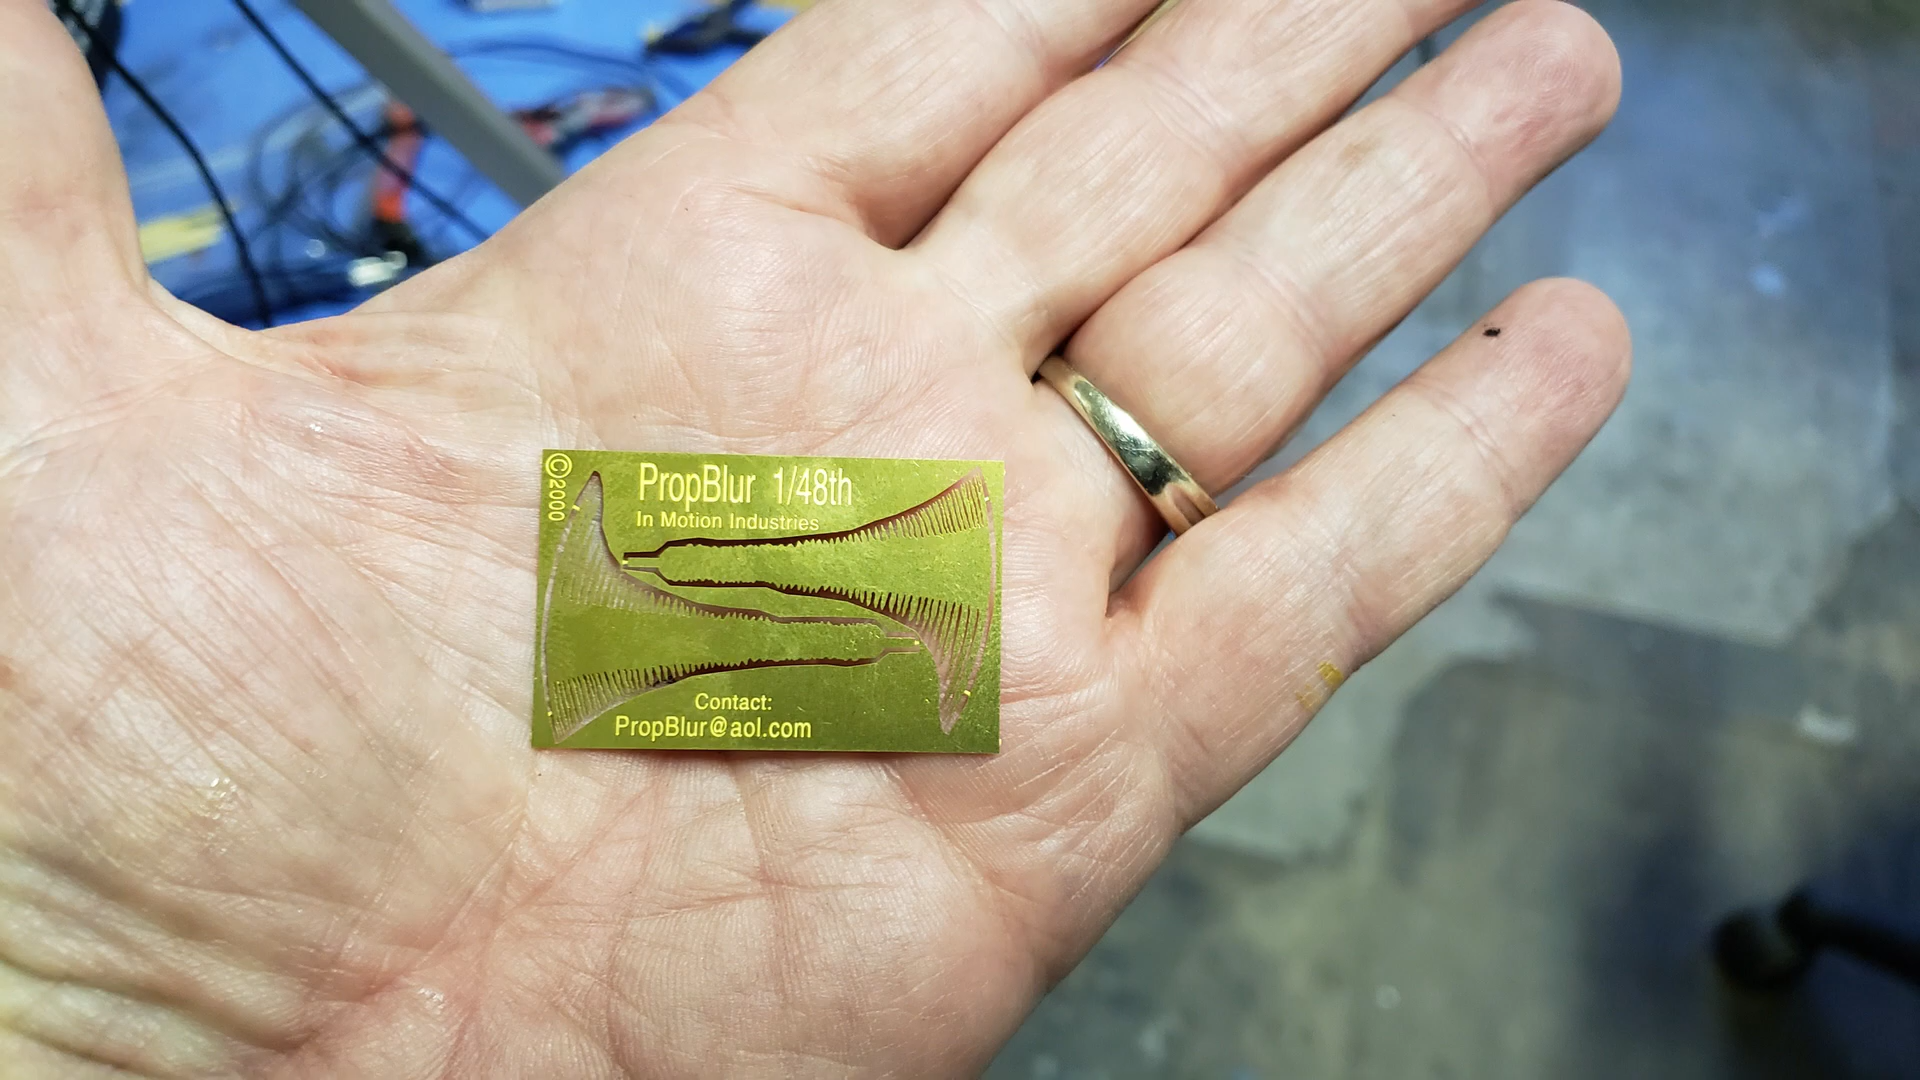 ©2000
PropBlur 1/48th
In Motion Industries
Contact:
PropBlur@aol.com